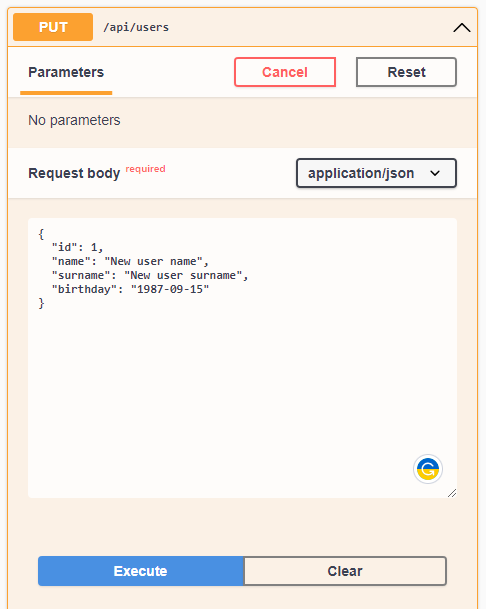 PUT /api/users
Parameters Cancel Reset
No parameters
Request body required application/json
{
  "id": 1,
  "name": "New user name",
  "surname": "New user surname",
  "birthday": "1987-09-15"
}
G
Execute Clear